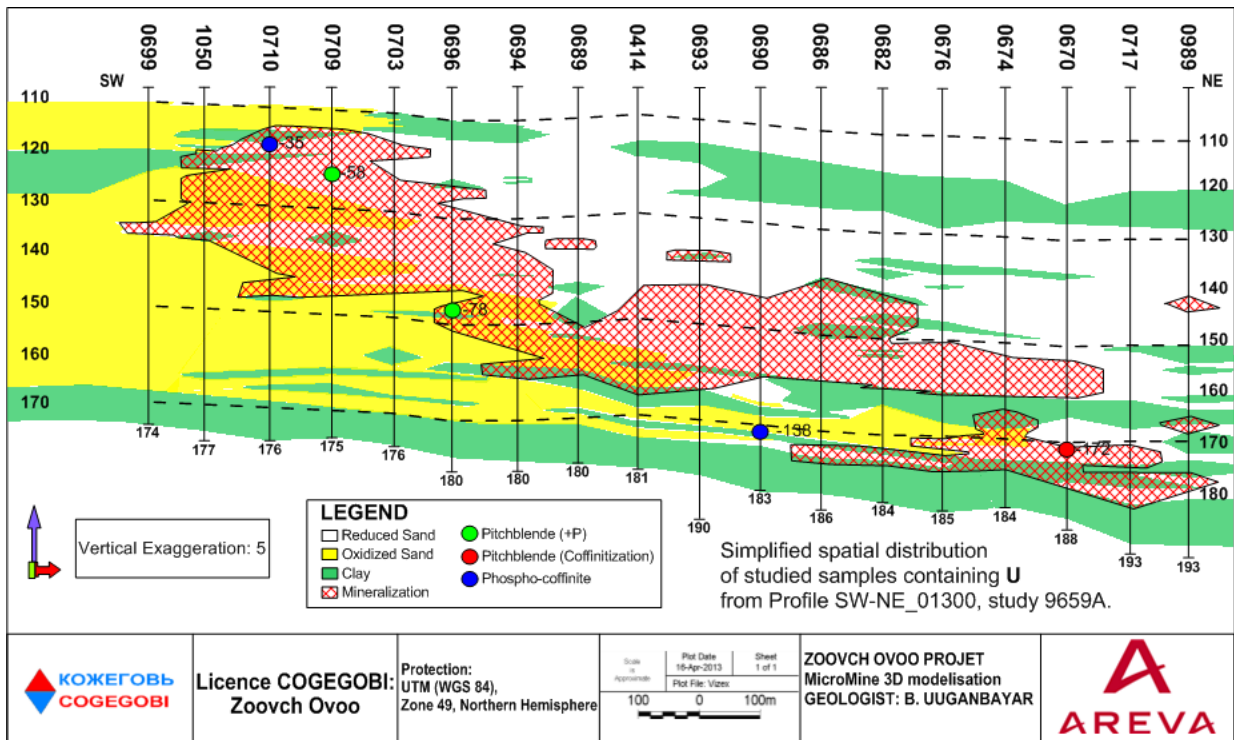 0699 1050 0710 0709 0703 0696 0694 0689 0414 0693 0690 0686 0682 0676 0674 0670 0717 0989
SW NE
110
120
130
140
150
160
170
110
120
130
140
150
160
170
180
-35
-58
-78
-138
-172
174 177 176 175 176 180 180 180 181 190 183 186 184 185 184 188 193 193
Vertical Exaggeration: 5
LEGEND
Reduced Sand
Oxidized Sand
Clay
Mineralization
Pitchblende (+P)
Pitchblende (Coffinitization)
Phospho-coffinite
Simplified spatial distribution
of studied samples containing U
from Profile SW-NE_01300, study 9659A.
КОЖЕГОВЬ
COGEGOBI
Licence COGEGOBI:
Zoovch Ovoo
Protection:
UTM (WGS 84),
Zone 49, Northern Hemisphere
Scale
is
Approximate
Plot Date
16-Apr-2013
Sheet
1 of 1
Plot File: Vizex
100 0 100m
ZOOVCH OVOO PROJET
MicroMine 3D modelisation
GEOLOGIST: B. UUGANBAYAR
AREVA